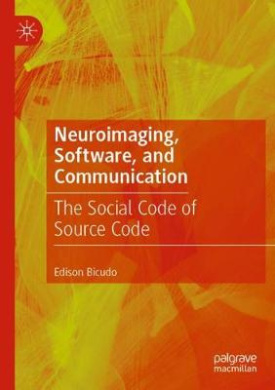 Neuroimaging,
Software, and
Communication
The Social Code of
Source Code
Edison Bicudo
palgrave
macmillan